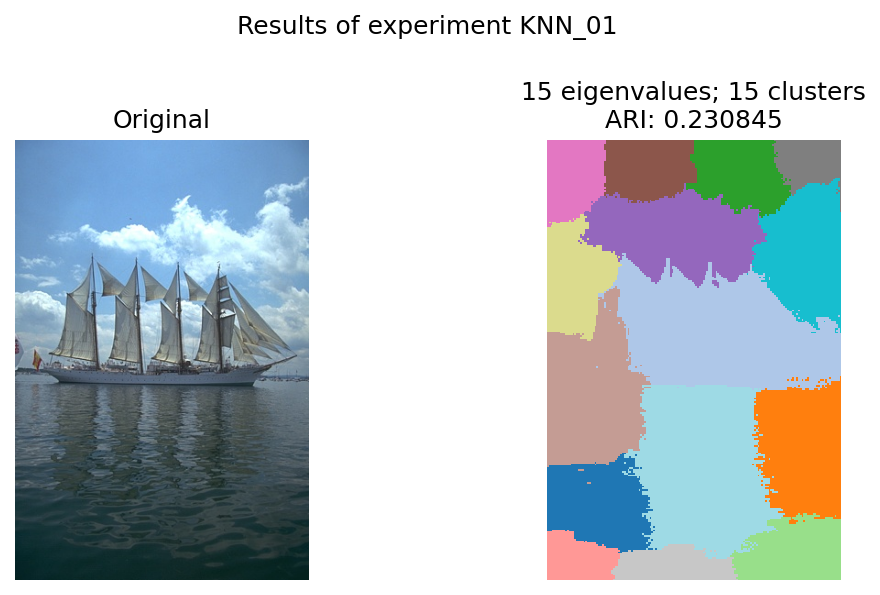 Results of experiment KNN_01
Original
15 eigenvalues; 15 clusters
ARI: 0.230845